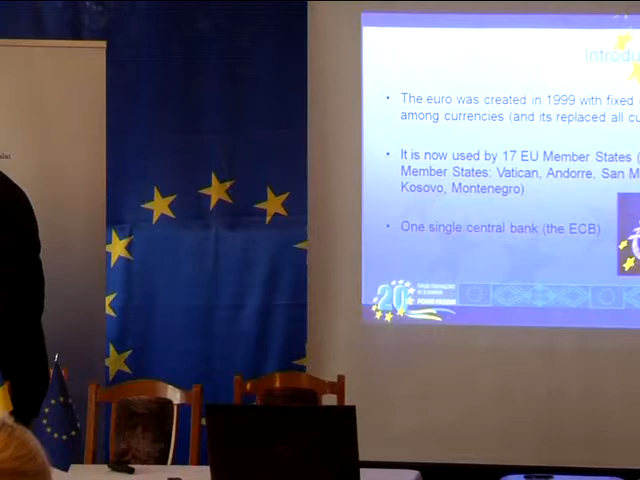 Introdu
• The euro was created in 1999 with fixed
among currencies (and its replaced all cu
• It is now used by 17 EU Member States (
Member States: Vatican, Andorre, San M
Kosovo, Montenegro)
• One single central bank (the ECB)
20